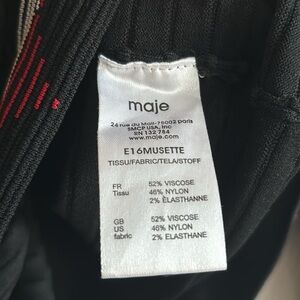 maje
24 rue du Mail-75002 paris
SMCP USA, Inc
RN 132 784
www.maje.com
E16MUSETTE
TISSU/FABRIC/TELA/STOFF
FR 52% VISCOSE
Tissu 46% NYLON
2% ÉLASTHANNE
GB 52% VISCOSE
US 46% NYLON
fabric 2% ELASTHANE